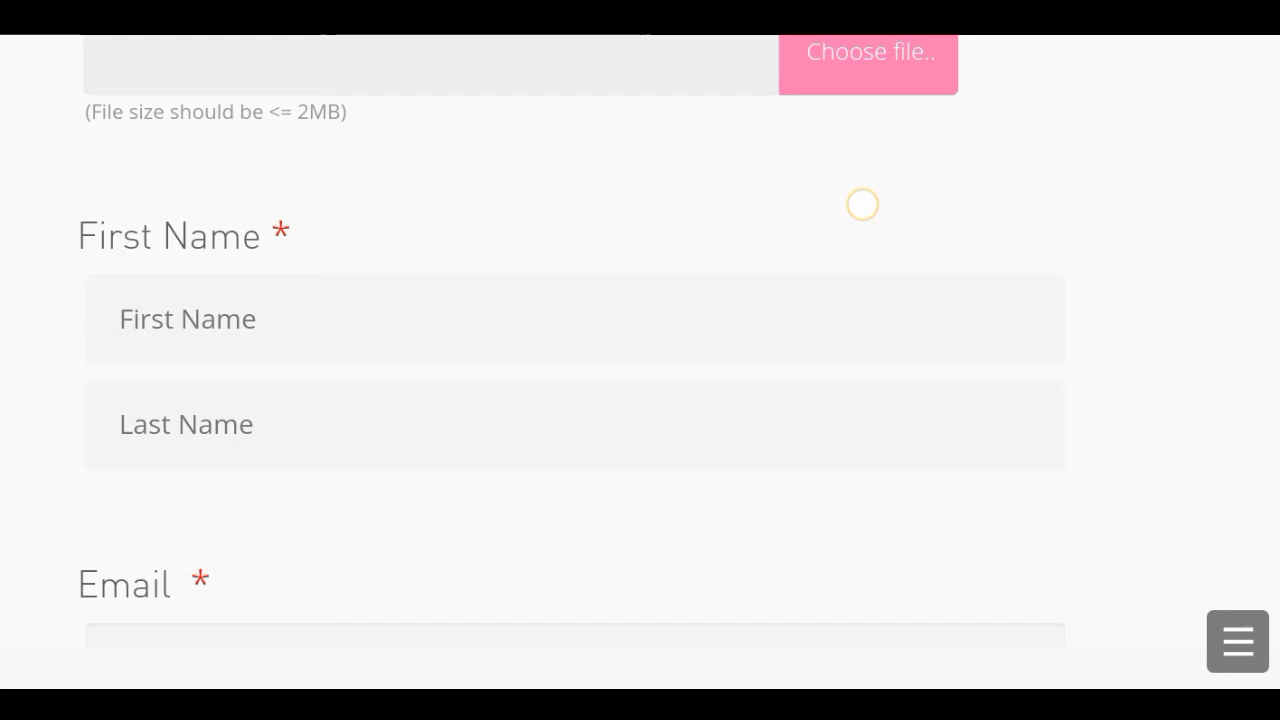 Choose file..
(File size should be <= 2MB)
First Name *
First Name
Last Name
Email *